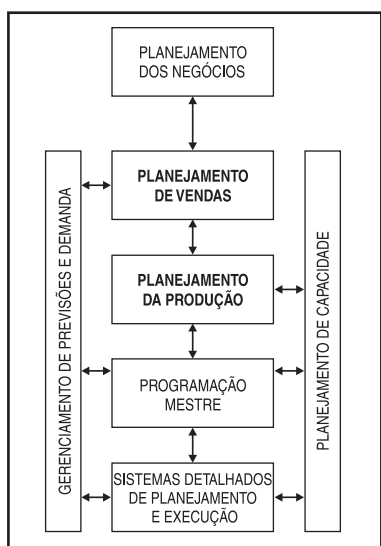 PLANEJAMENTO
DOS NEGÓCIOS
PLANEJAMENTO
DE VENDAS
PLANEJAMENTO
DA PRODUÇÃO
PROGRAMAÇÃO
MESTRE
SISTEMAS DETALHADOS
DE PLANEJAMENTO
E EXECUÇÃO
GERENCIAMENTO DE PREVISÕES E DEMANDA
PLANEJAMENTO DE CAPACIDADE